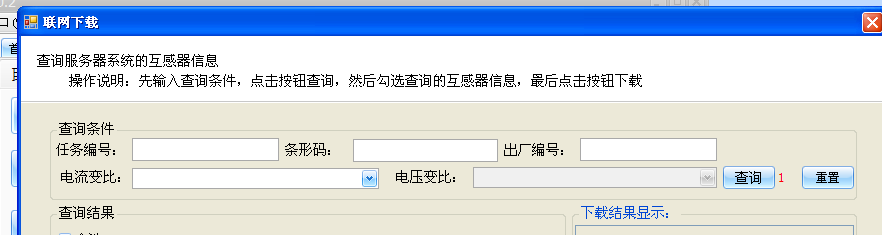 联网下载
查询服务器系统的互感器信息
操作说明：先输入查询条件，点击按钮查询，然后勾选查询的互感器信息，最后点击按钮下载
查询条件
任务编号： 条形码： 出厂编号：
电流变比： 电压变比： 查询 1 重置
查询结果 下载结果显示：